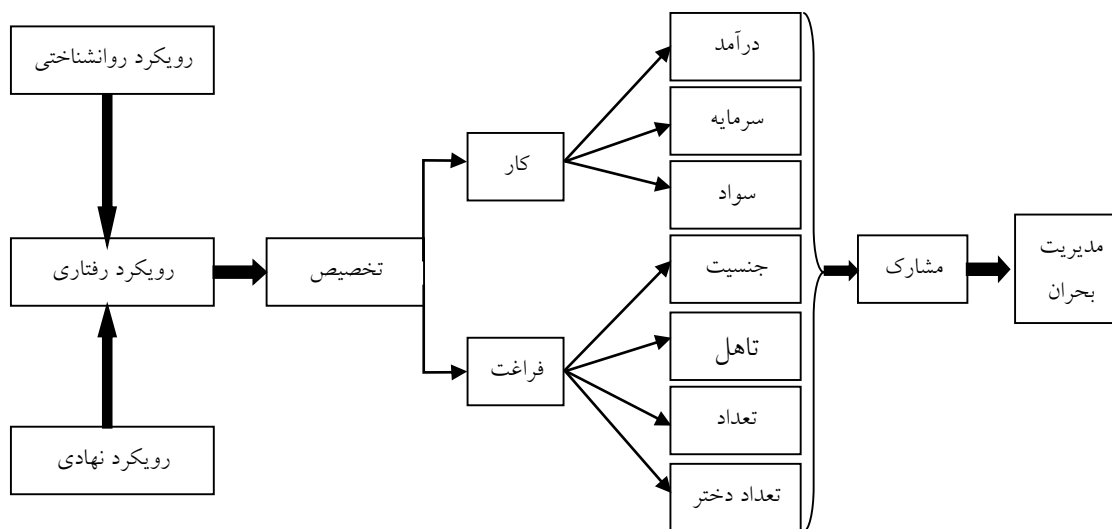 رویکرد روانشناختی
رویکرد رفتاری
رویکرد نهادی
تخصیص
کار
فراغت
درآمد
سرمایه
سواد
جنسیت
تاهل
تعداد
تعداد دختر
مشارک
مدیریت
بحران